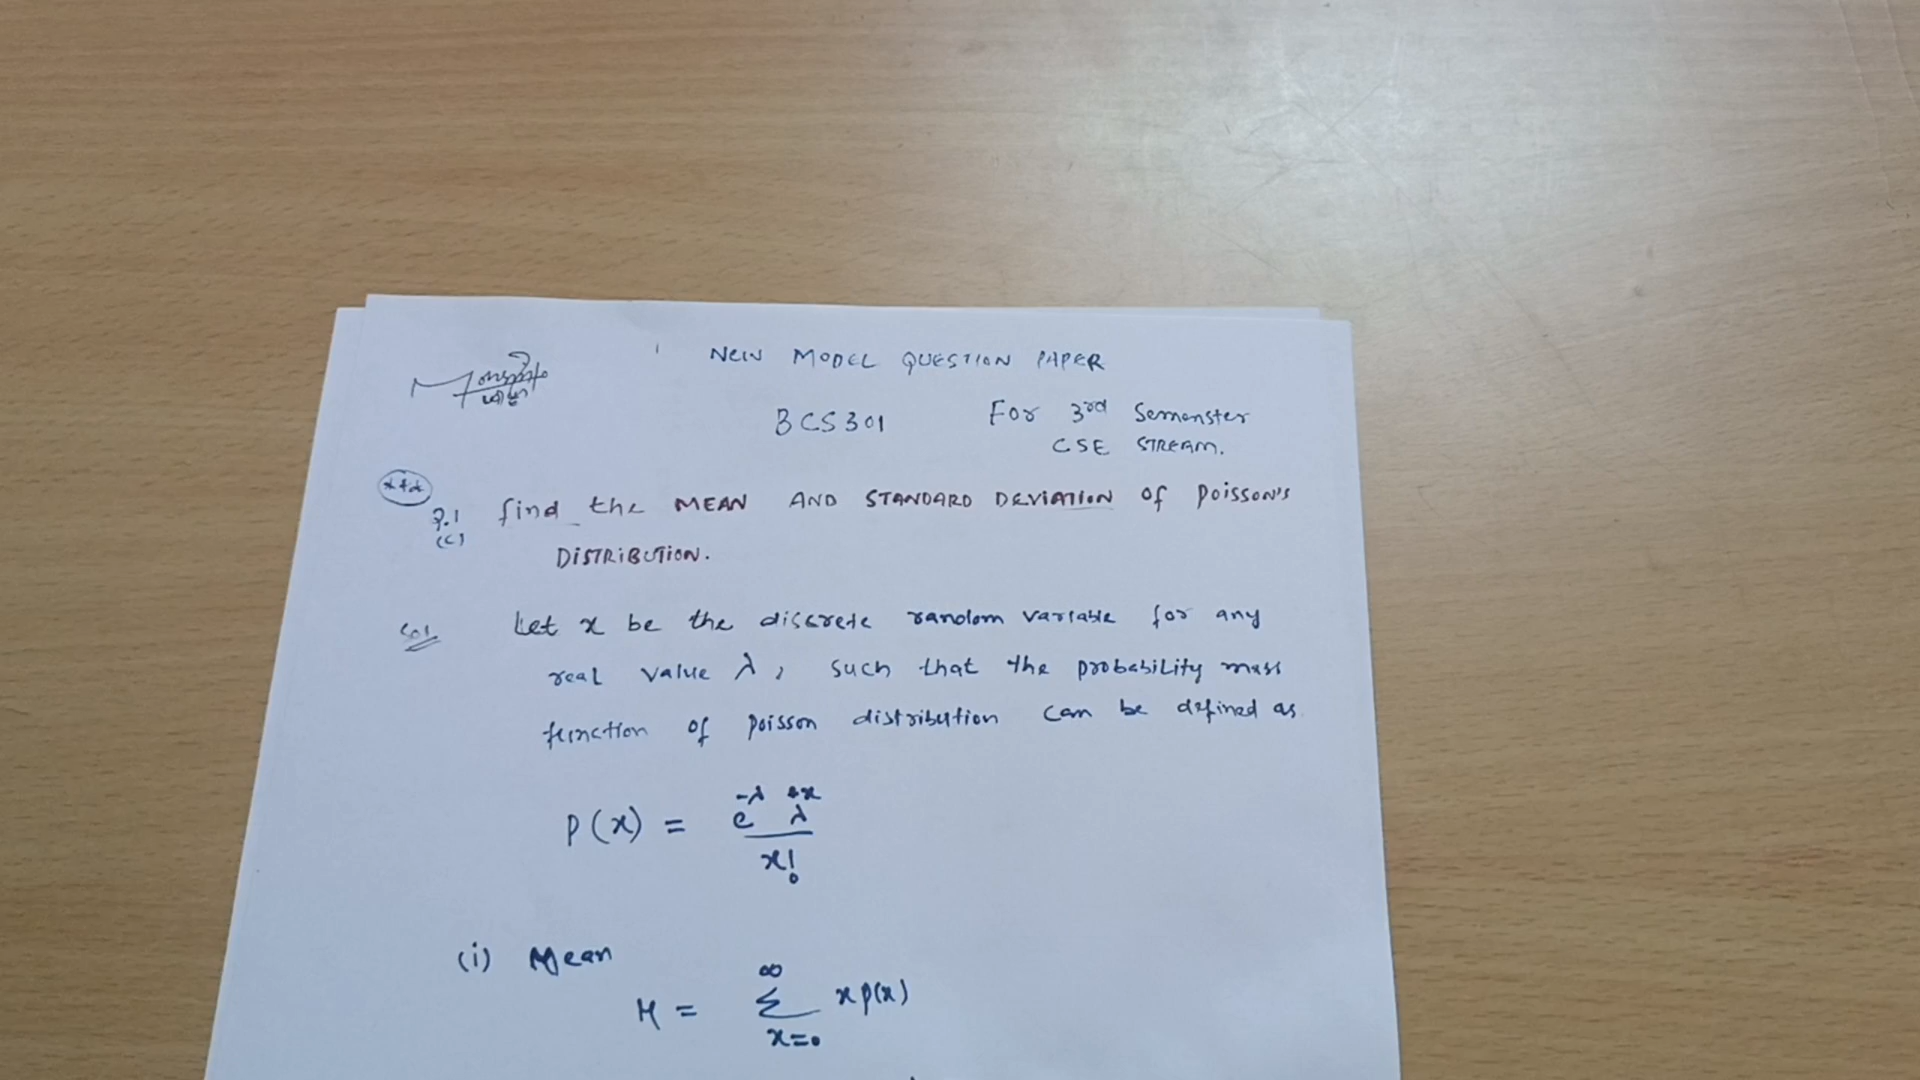 NEW MODEL QUESTION PAPER
BCS301 For 3rd Semenster
CSE STREAM.
***
Q.1 find the MEAN AND STANDARD DEVIATION of Poisson's
(c)
DISTRIBUTION.
Sol Let x be the discrete random variable for any
real value λ, such that the probability mass
function of poisson distribution can be defined as
P(x) = e^-λ λ^x / x!
(i) Mean
M = ∞ Σ x=0 x p(x)